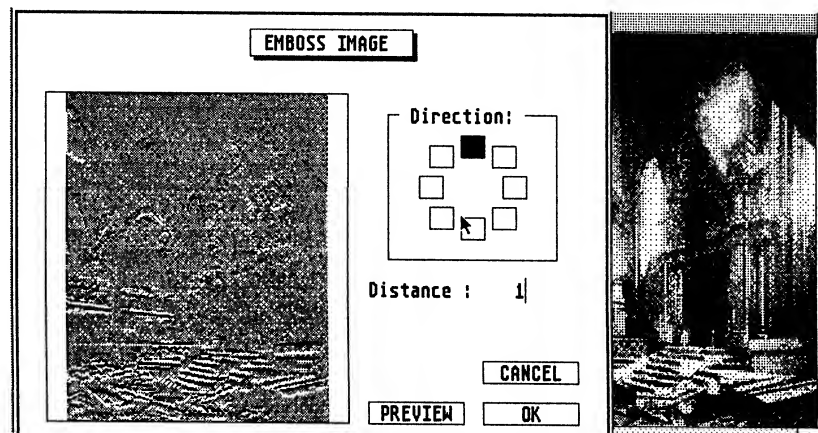 EMBOSS IMAGE
Direction:
Distance : 1
CANCEL
PREVIEW OK